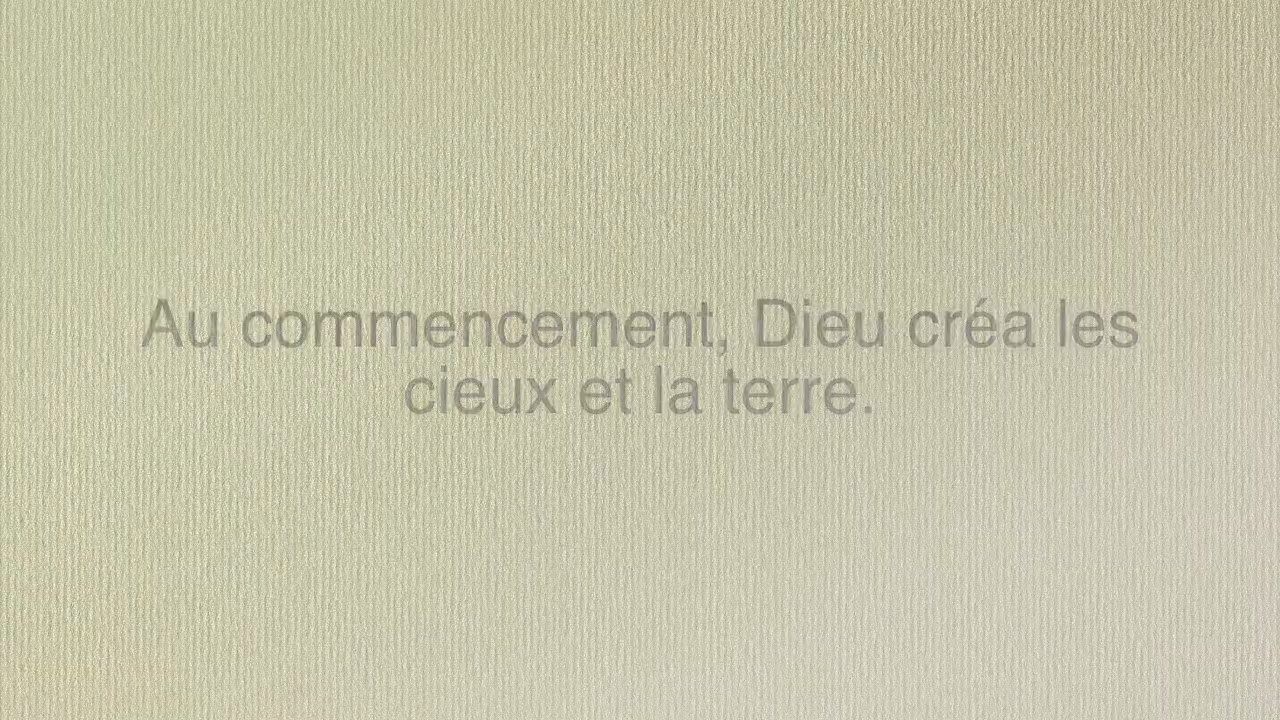 Au commencement, Dieu créa les
cieux et la terre.